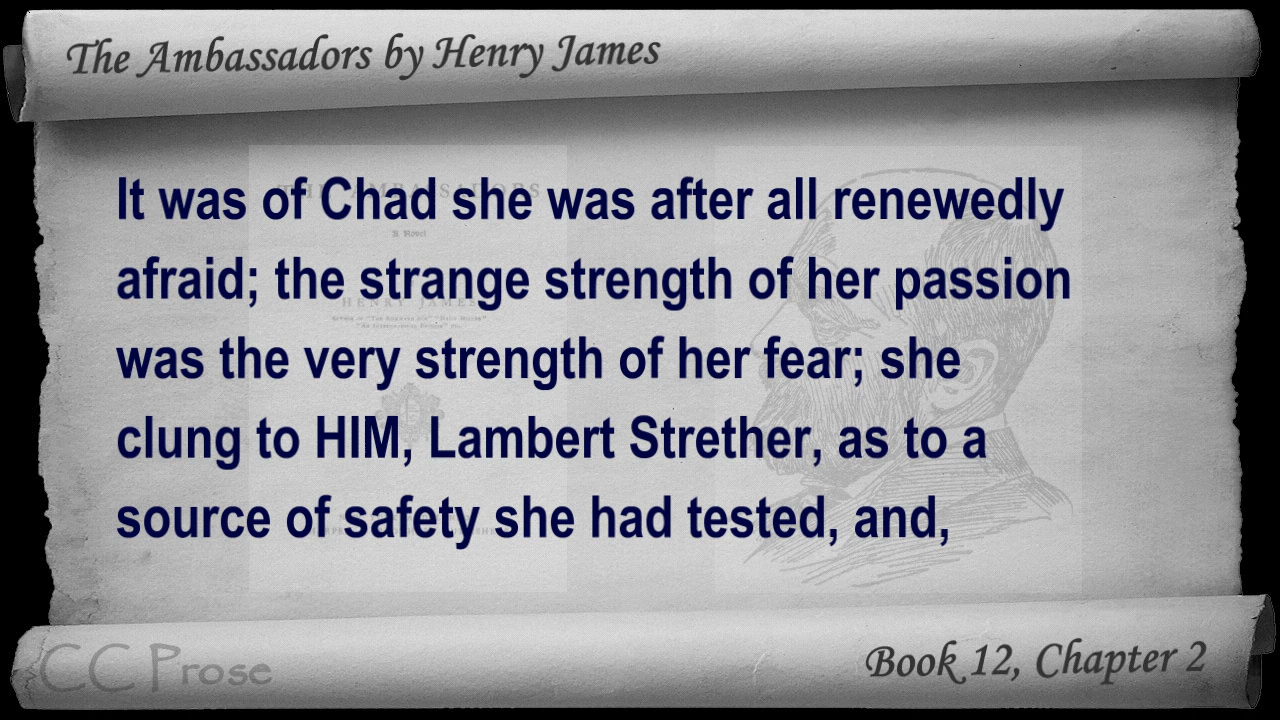 The Ambassadors by Henry James
It was of Chad she was after all renewedly
afraid; the strange strength of her passion
was the very strength of her fear; she
clung to HIM, Lambert Strether, as to a
source of safety she had tested, and,
CC Prose
Book 12, Chapter 2